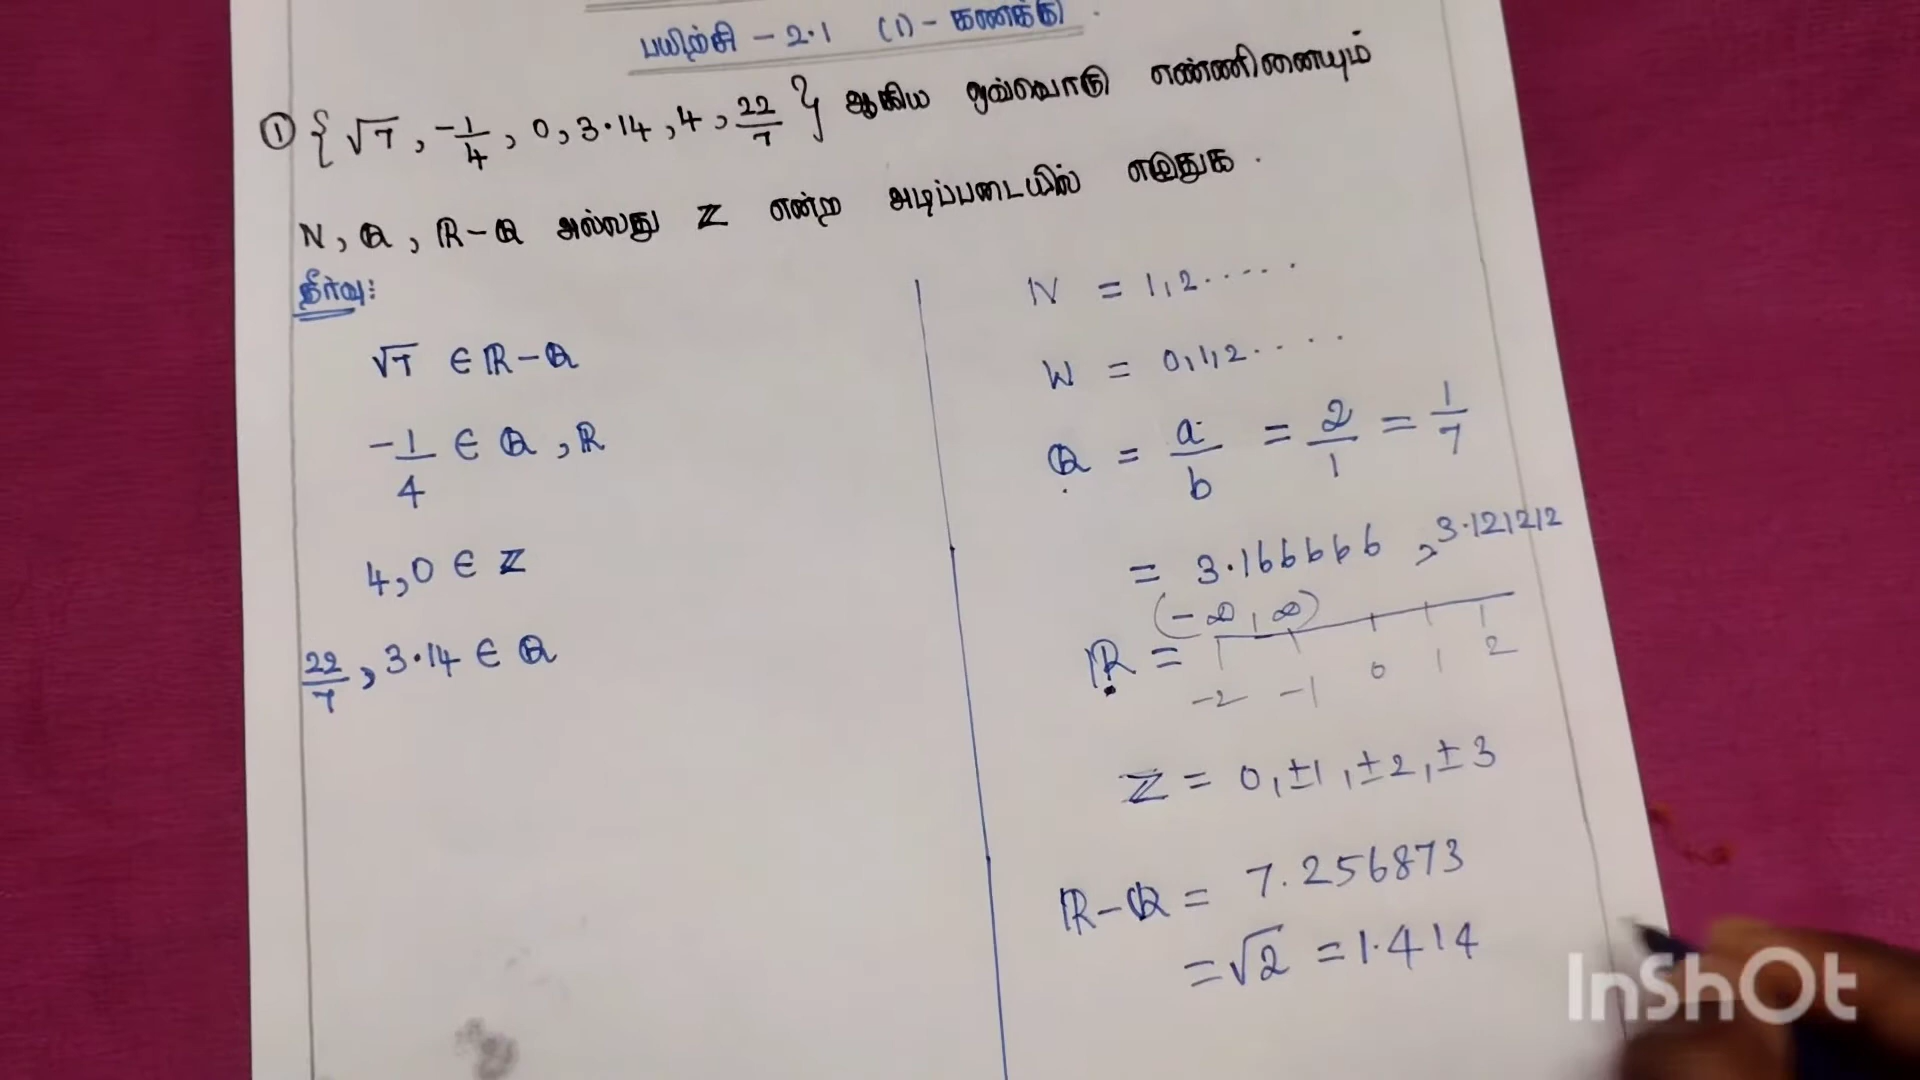 பயிற்சி - 2.1 (1) - கணக்கு.
① {√7, -1/4, 0, 3.14, 4, 22/7} ஆகிய ஒவ்வொரு எண்ணினையும்
N, Q, R-Q அல்லது Z என்ற அடிப்படையில் எழுதுக.
தீர்வு:
√7 ∈ R-Q
-1/4 ∈ Q, R
4, 0 ∈ Z
22/7, 3.14 ∈ Q
N = 1, 2.....
W = 0, 1, 2....
Q = a/b = 2/1 = 1/7
= 3.166666, 3.121212
(-∞, ∞)
R =
-2 -1 0 1 2
Z = 0, ±1, ±2, ±3
R-Q = 7.256873
= √2 = 1.414
InShOt